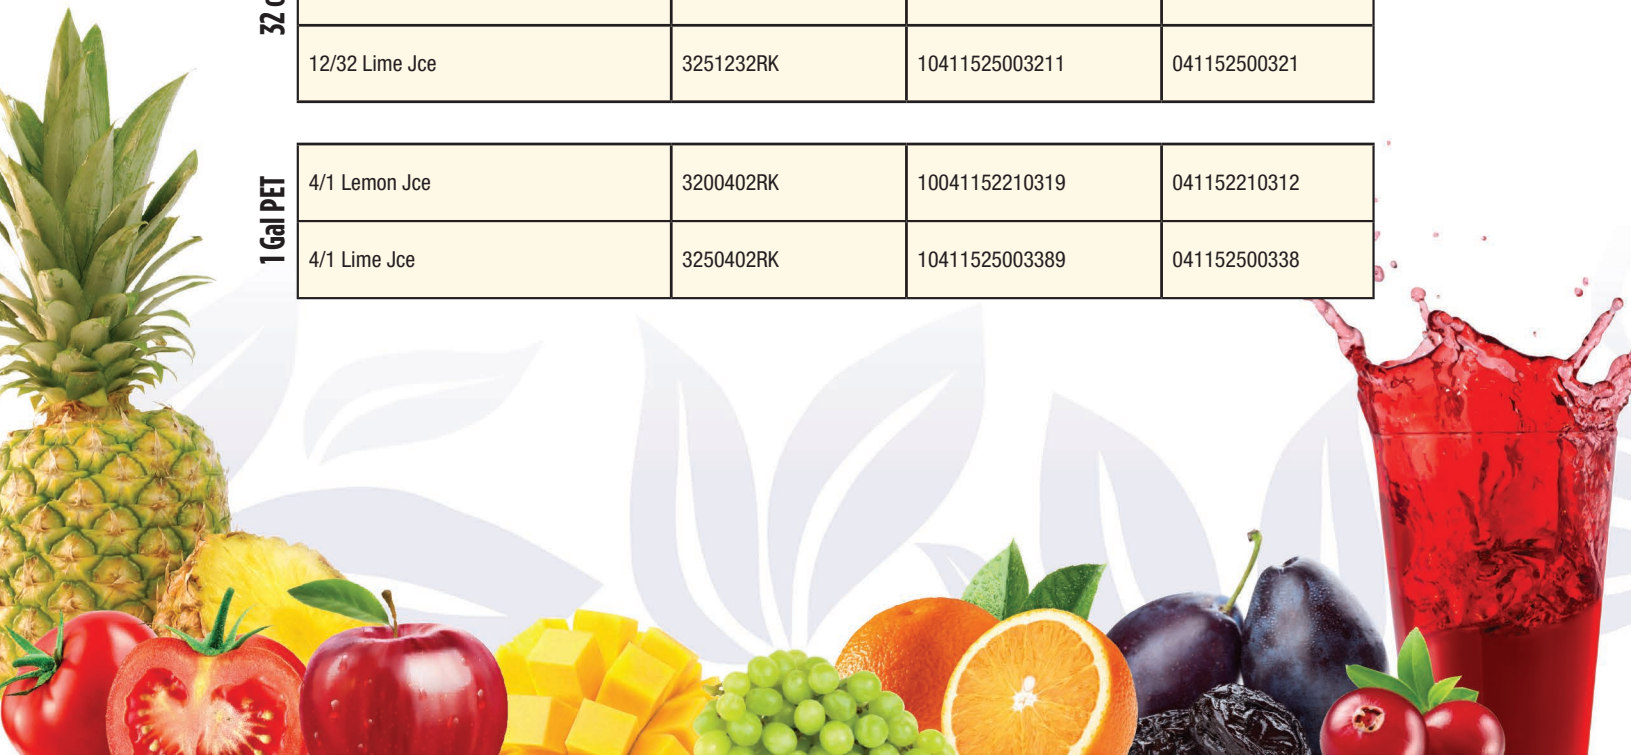 32
12/32 Lime Jce 3251232RK 10411525003211 041152500321
1 Gal PET
4/1 Lemon Jce 3200402RK 10041152210319 041152210312
4/1 Lime Jce 3250402RK 10411525003389 041152500338